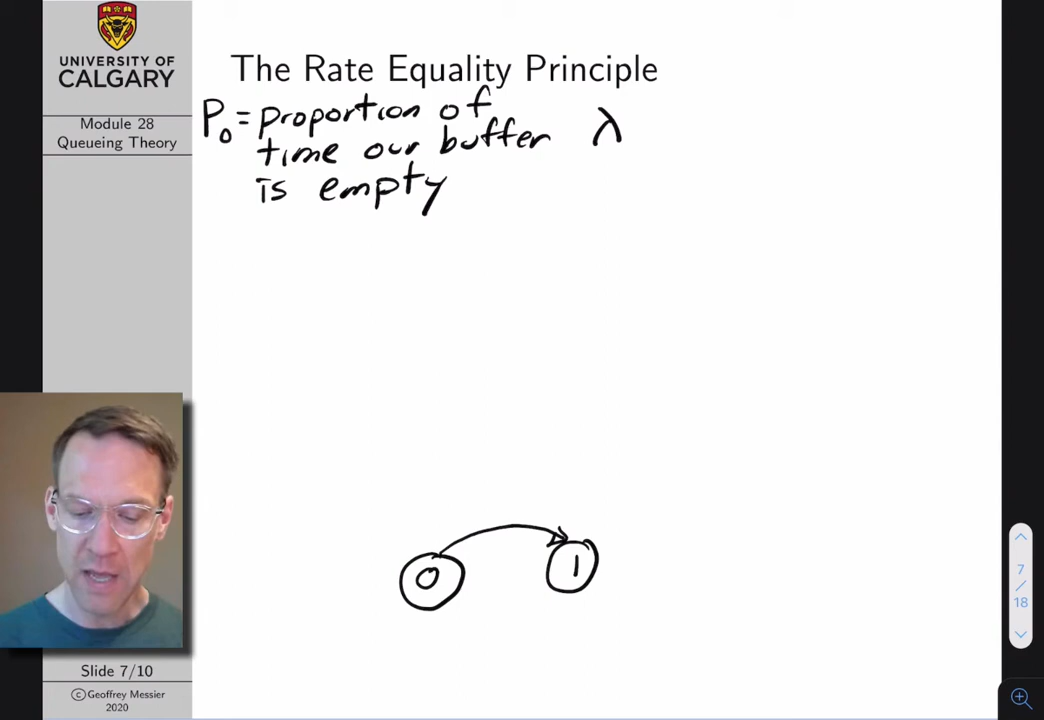 UNIVERSITY OF
CALGARY
Module 28
Queueing Theory
The Rate Equality Principle
P₀ = proportion of
time our buffer
is empty
λ
0
1
7
/
18
Slide 7/10
©Geoffrey Messier
2020